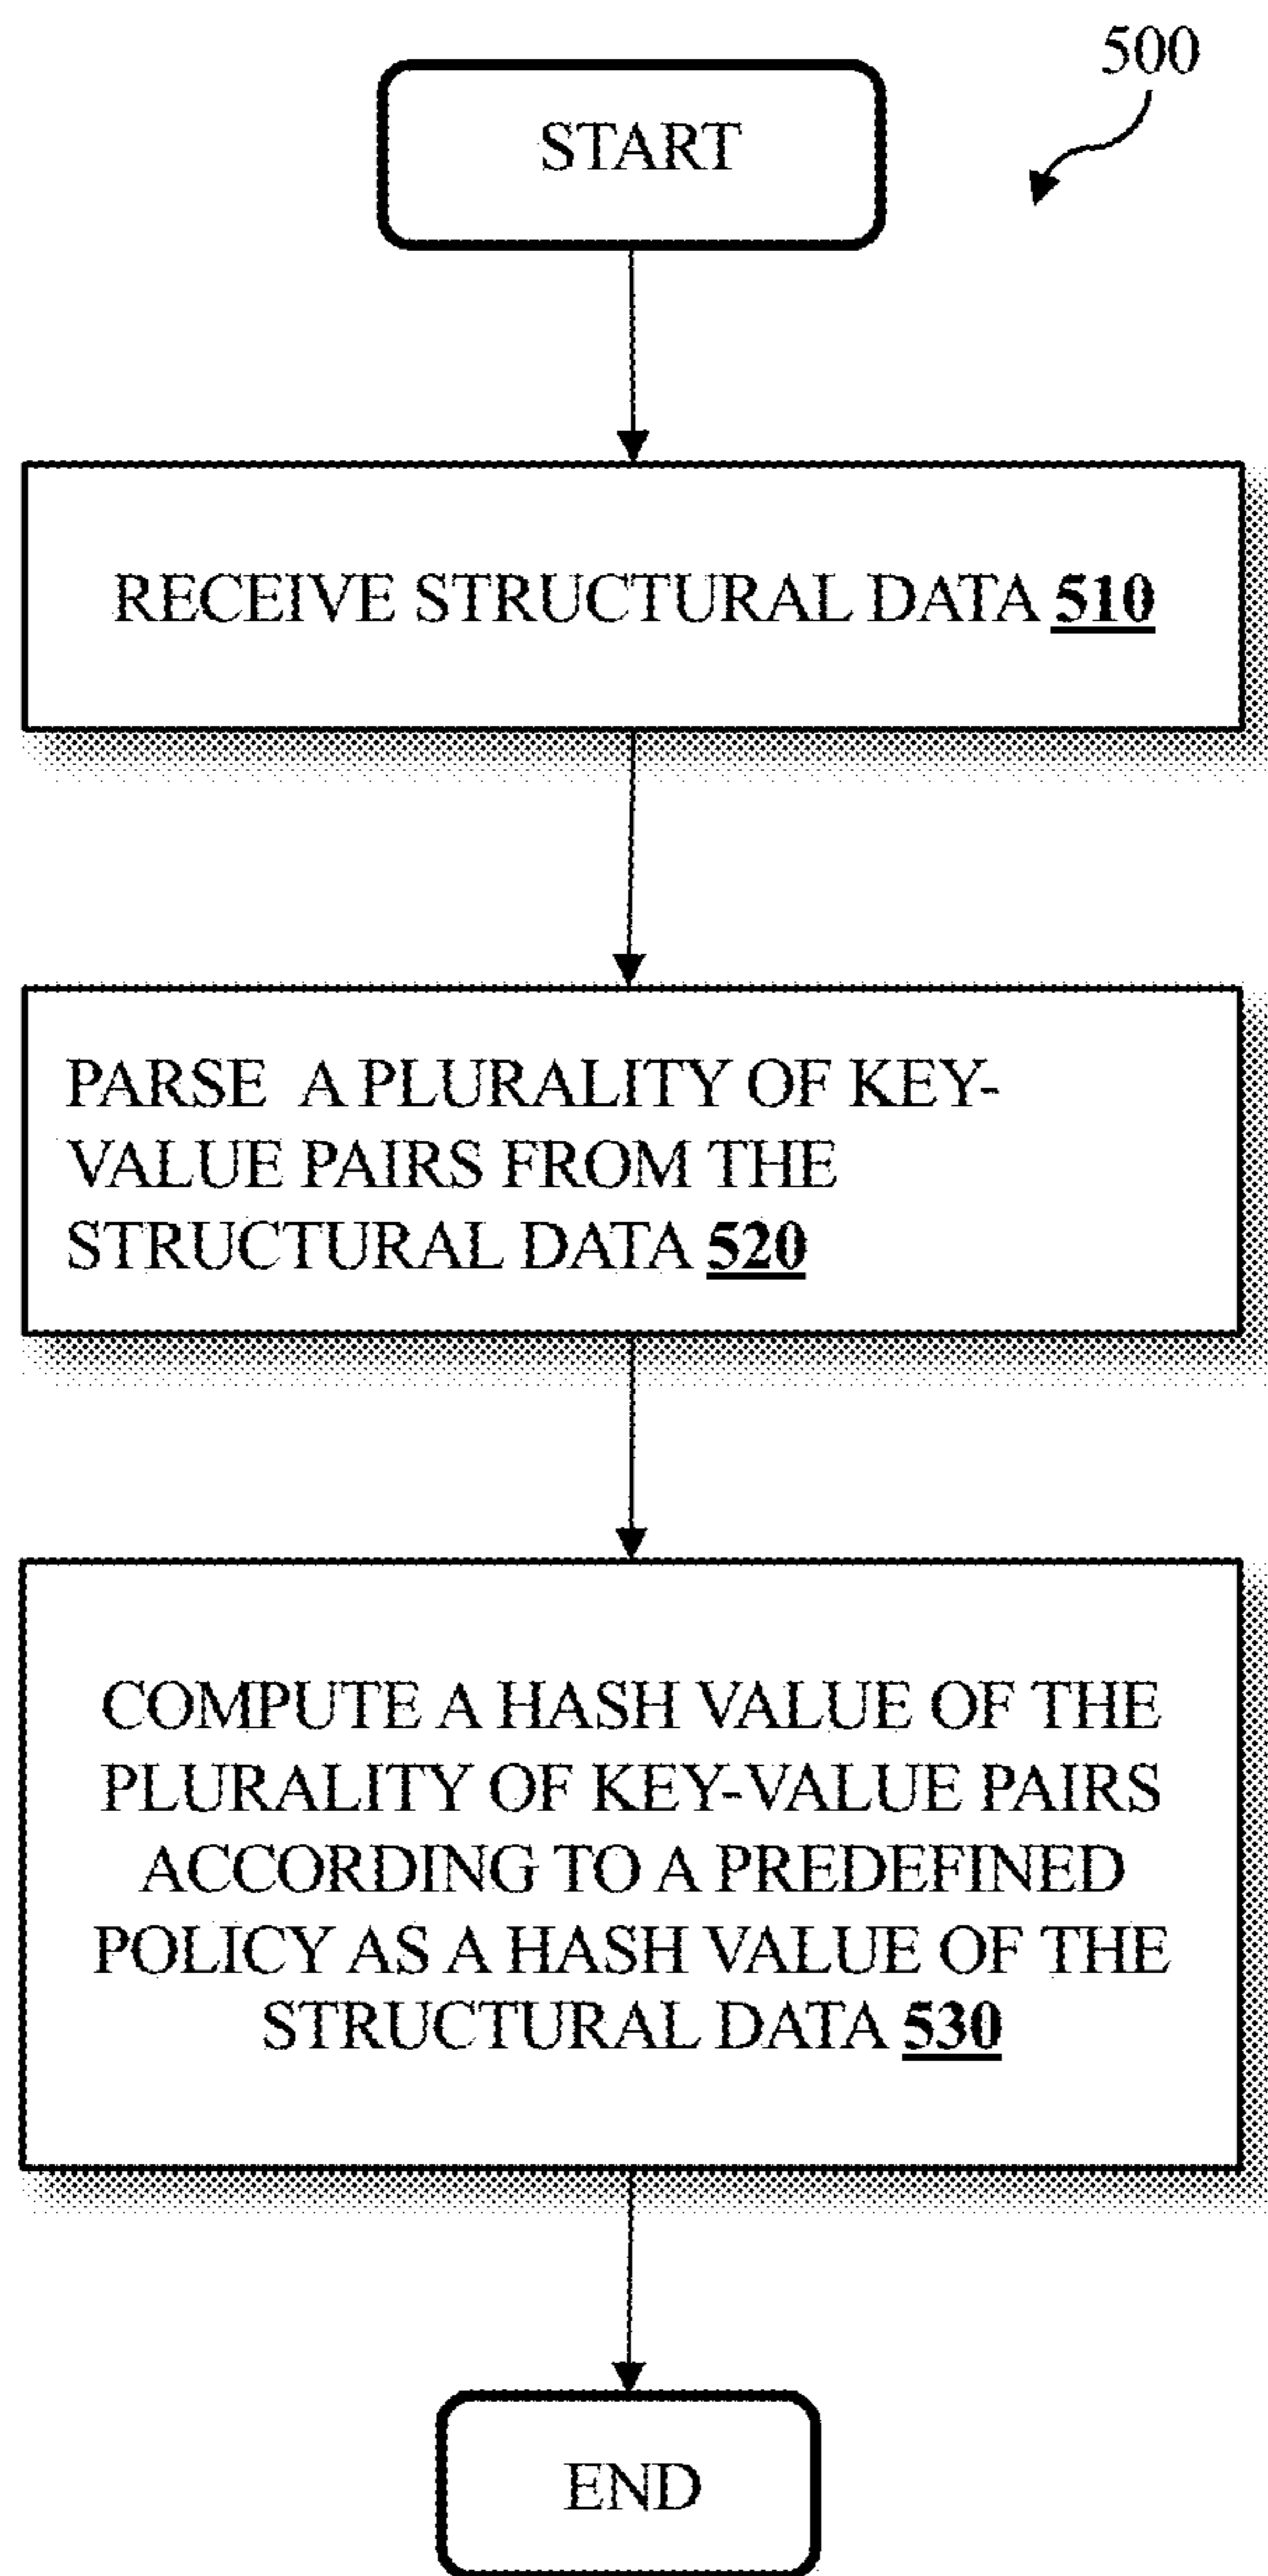 500
START
RECEIVE STRUCTURAL DATA 510
PARSE A PLURALITY OF KEY-
VALUE PAIRS FROM THE
STRUCTURAL DATA 520
COMPUTE A HASH VALUE OF THE
PLURALITY OF KEY-VALUE PAIRS
ACCORDING TO A PREDEFINED
POLICY AS A HASH VALUE OF THE
STRUCTURAL DATA 530
END